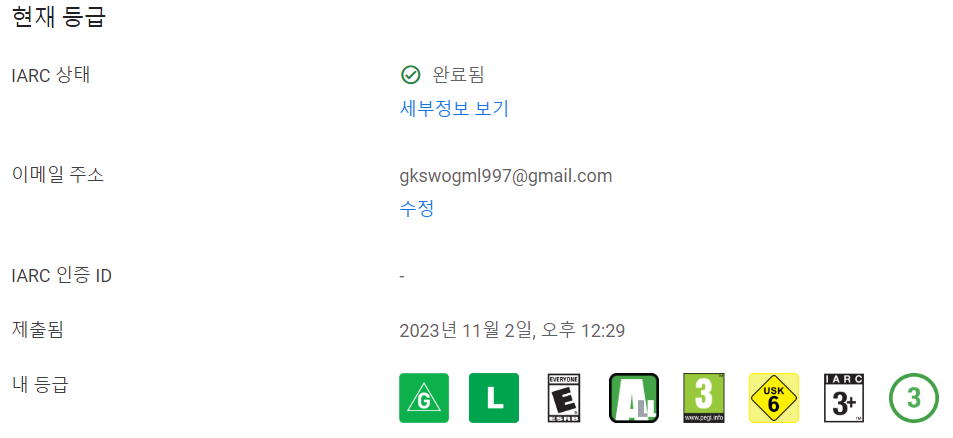 현재 등급
IARC 상태
완료됨
세부정보 보기
이메일 주소
gkswogml997@gmail.com
수정
IARC 인증 ID
-
제출됨
2023년 11월 2일, 오후 12:29
내 등급
G
L
EVERYONE
E
ESRB
ALL
3
www.pegi.info
USK
6
IARC
3+
TM
3